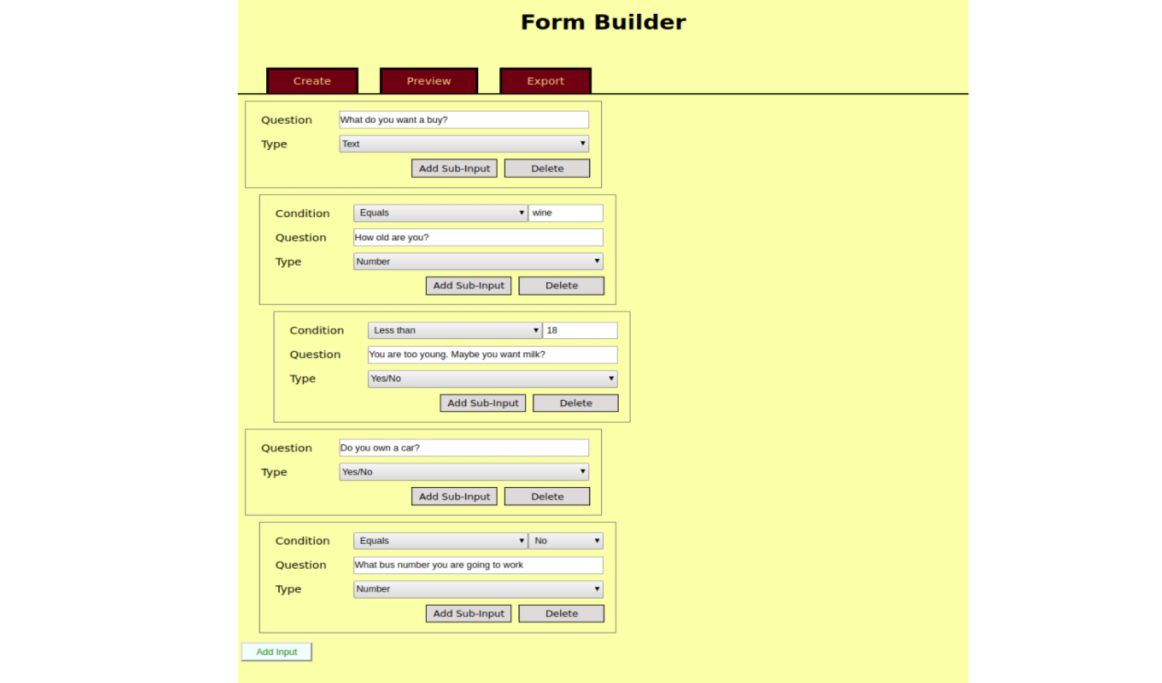 Form Builder
Create Preview Export
Question What do you want a buy?
Type Text
Add Sub-Input Delete
Condition Equals wine
Question How old are you?
Type Number
Add Sub-Input Delete
Condition Less than 18
Question You are too young. Maybe you want milk?
Type Yes/No
Add Sub-Input Delete
Question Do you own a car?
Type Yes/No
Add Sub-Input Delete
Condition Equals No
Question What bus number you are going to work
Type Number
Add Sub-Input Delete
Add Input